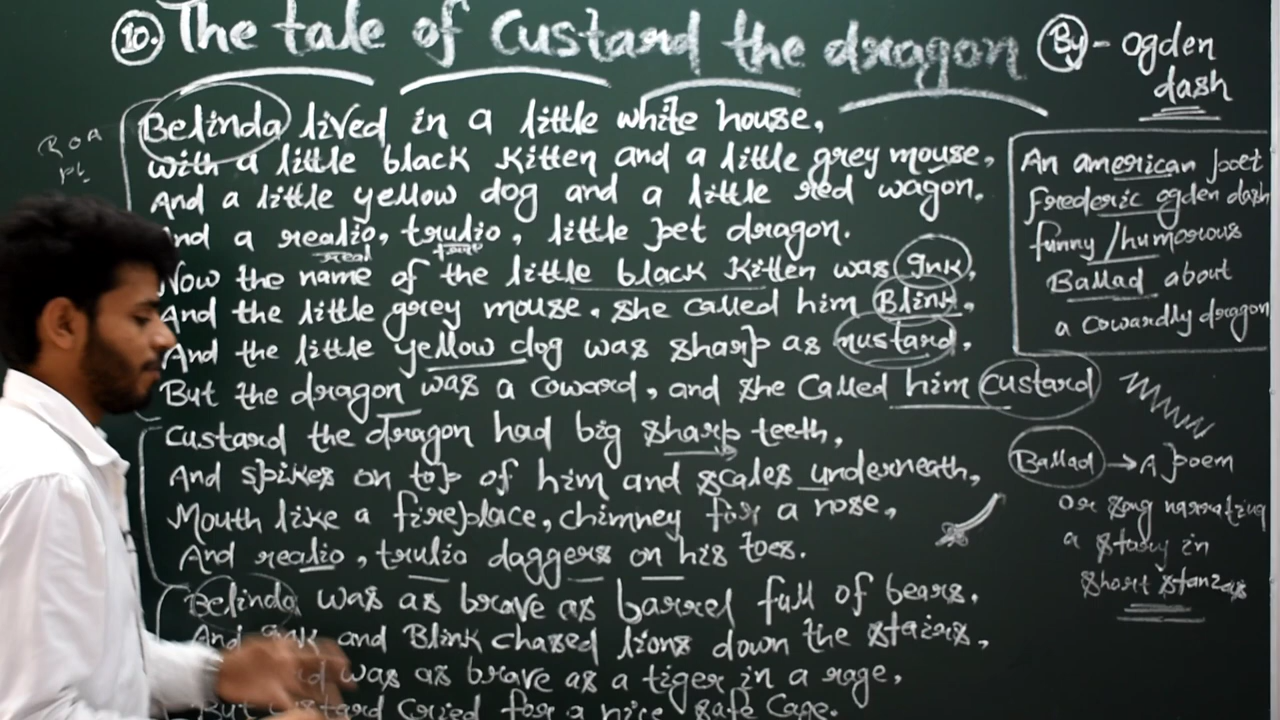 10. The tale of Custard the dragon
By - Ogden
dash
Belinda lived in a little white house,
with a little black Kitten and a little grey mouse,
And a little yellow dog and a little red wagon.
And a realio, trulio, little pet dragon.
real true
Now the name of the little black Kitten was Ink,
And the little grey mouse. she called him Blink,
And the little yellow dog was sharp as mustard,
But the dragon was a coward, and she Called him Custard
Custard the dragon had big sharp teeth,
And spikes on top of him and scales underneath,
Mouth like a fireplace, chimney for a nose,
And realio, trulio daggers on his toes.
Belinda was as brave as barrel full of bears.
And Ink and Blink chased lions down the stairs,
was as brave as a tiger in a rage,
But Custard Cried for a nice safe Cage.
An american poet
Frederic ogden dash
funny / humorous
Ballad about
a cowardly dragon
Ballad → A poem
or song narrating
a story in
short stanzas